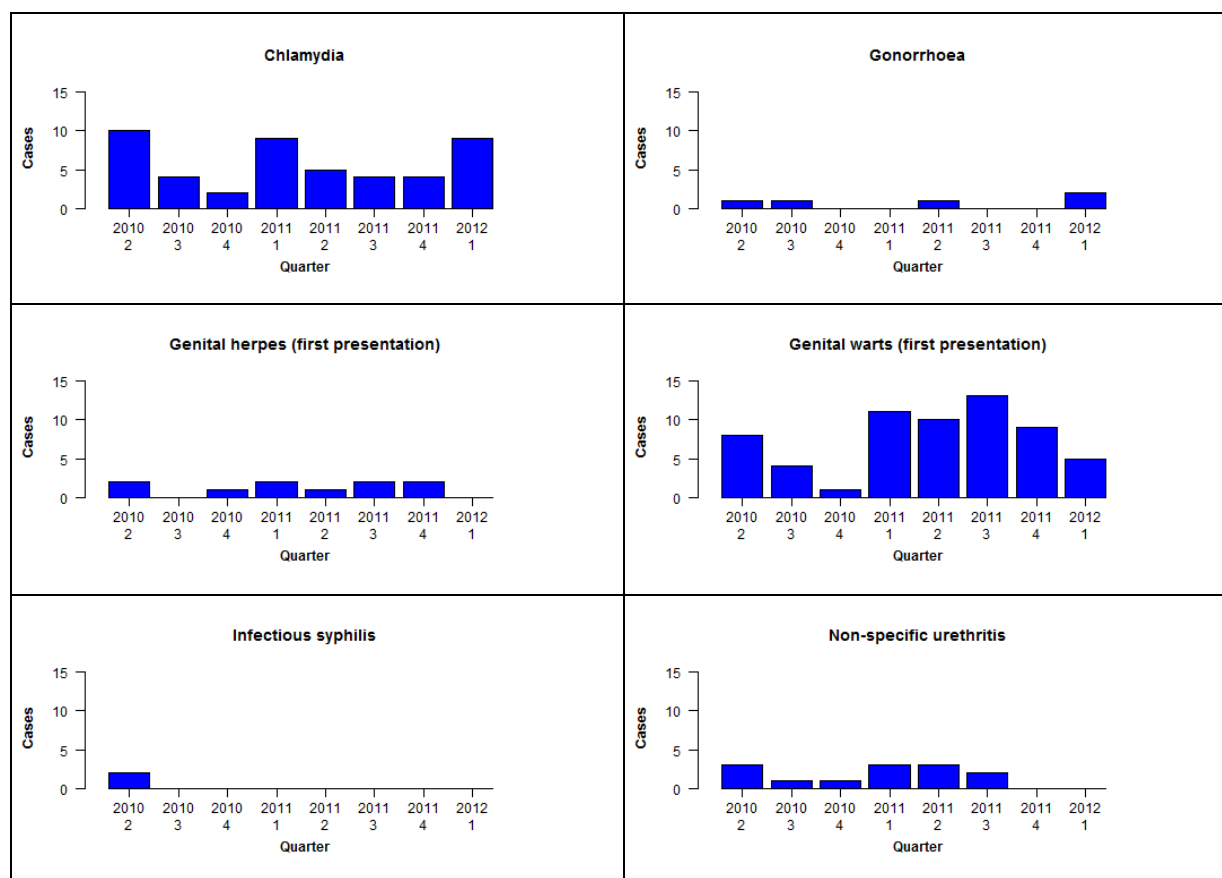 Chlamydia
15
10
5
0
Cases
2010 2010 2010 2011 2011 2011 2011 2012
2 3 4 1 2 3 4 1
Quarter
Gonorrhoea
15
10
5
0
Cases
2010 2010 2010 2011 2011 2011 2011 2012
2 3 4 1 2 3 4 1
Quarter
Genital herpes (first presentation)
15
10
5
0
Cases
2010 2010 2010 2011 2011 2011 2011 2012
2 3 4 1 2 3 4 1
Quarter
Genital warts (first presentation)
15
10
5
0
Cases
2010 2010 2010 2011 2011 2011 2011 2012
2 3 4 1 2 3 4 1
Quarter
Infectious syphilis
15
10
5
0
Cases
2010 2010 2010 2011 2011 2011 2011 2012
2 3 4 1 2 3 4 1
Quarter
Non-specific urethritis
15
10
5
0
Cases
2010 2010 2010 2011 2011 2011 2011 2012
2 3 4 1 2 3 4 1
Quarter